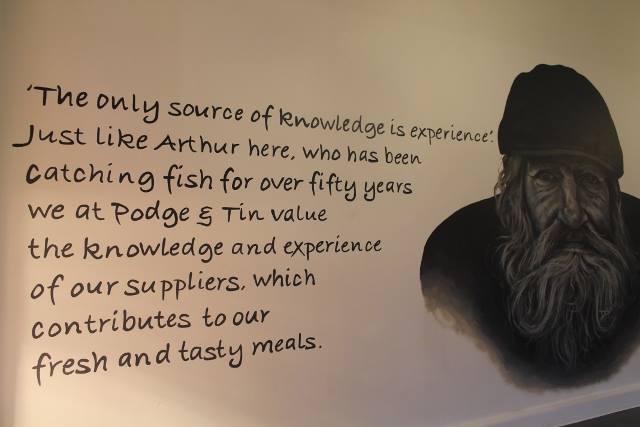 'The only source of knowledge is experience'.
Just like Arthur here, who has been
catching fish for over fifty years
we at Podge & Tin value
the knowledge and experience
of our suppliers, which
contributes to our
fresh and tasty meals.